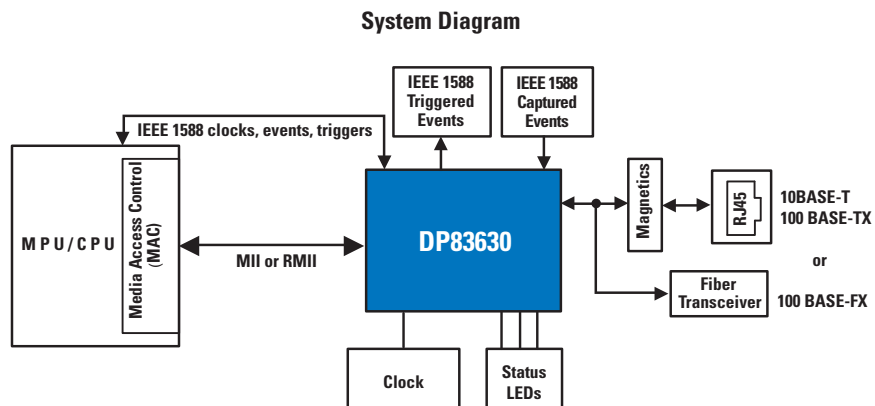 System Diagram
IEEE 1588
Triggered
Events
IEEE 1588
Captured
Events
IEEE 1588 clocks, events, triggers
MPU/CPU
Media Access Control
(MAC)
MII or RMII
DP83630
Magnetics
RJ45
10BASE-T
100 BASE-TX
or
Fiber
Transceiver
100 BASE-FX
Clock
Status
LEDs